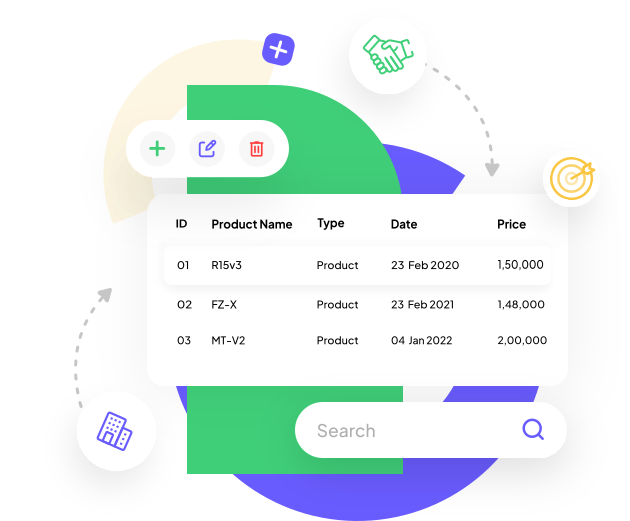 ID Product Name Type Date Price
01 R15v3 Product 23 Feb 2020 1,50,000
02 FZ-X Product 23 Feb 2021 1,48,000
03 MT-V2 Product 04 Jan 2022 2,00,000
Search